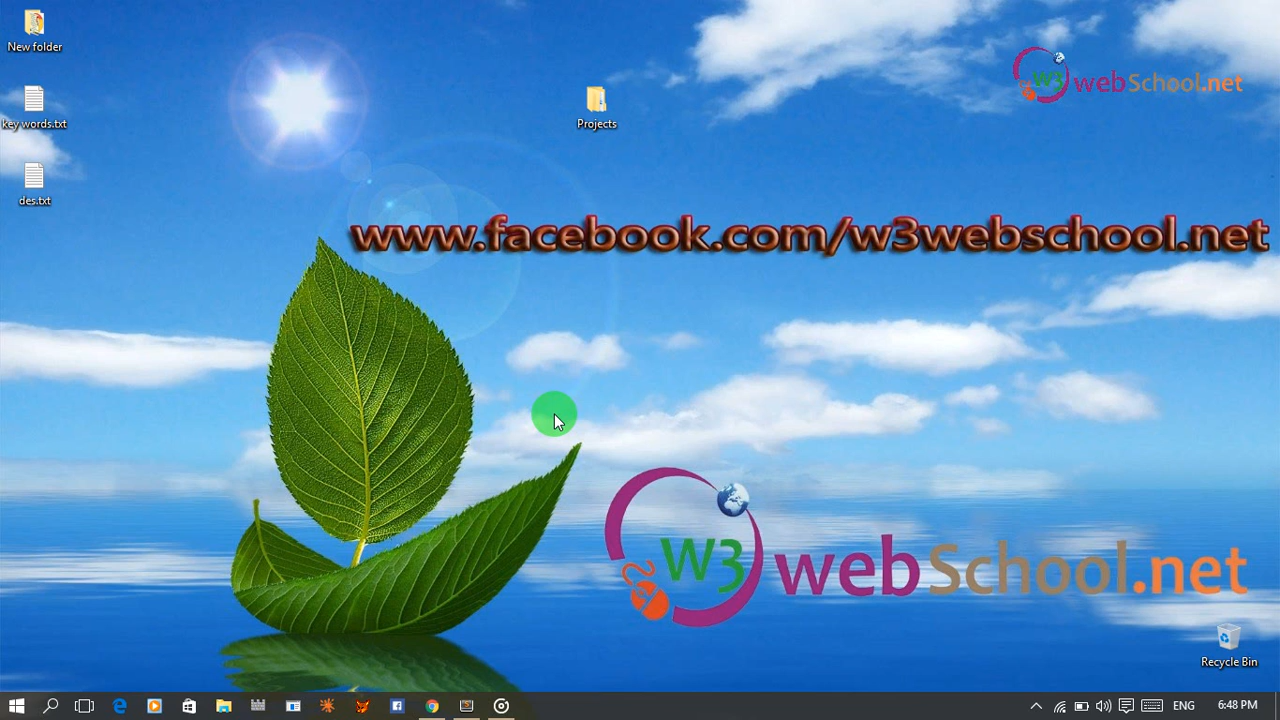 New folder
key words.txt
des.txt
Projects
W3 webSchool.net
www.facebook.com/w3webschool.net
W3 webSchool.net
Recycle Bin
ENG
6:48 PM